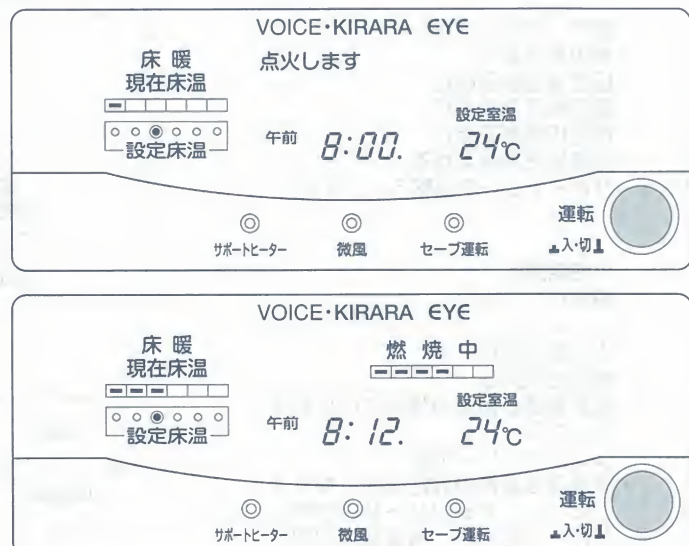 VOICE・KIRARA EYE
床暖
現在床温
点火します
設定床温
午前 8:00.
設定室温
24℃
サポートヒーター
微風
セーブ運転
運転
入・切
VOICE・KIRARA EYE
床暖
現在床温
燃焼中
設定床温
午前 8:12.
設定室温
24℃
サポートヒーター
微風
セーブ運転
運転
入・切